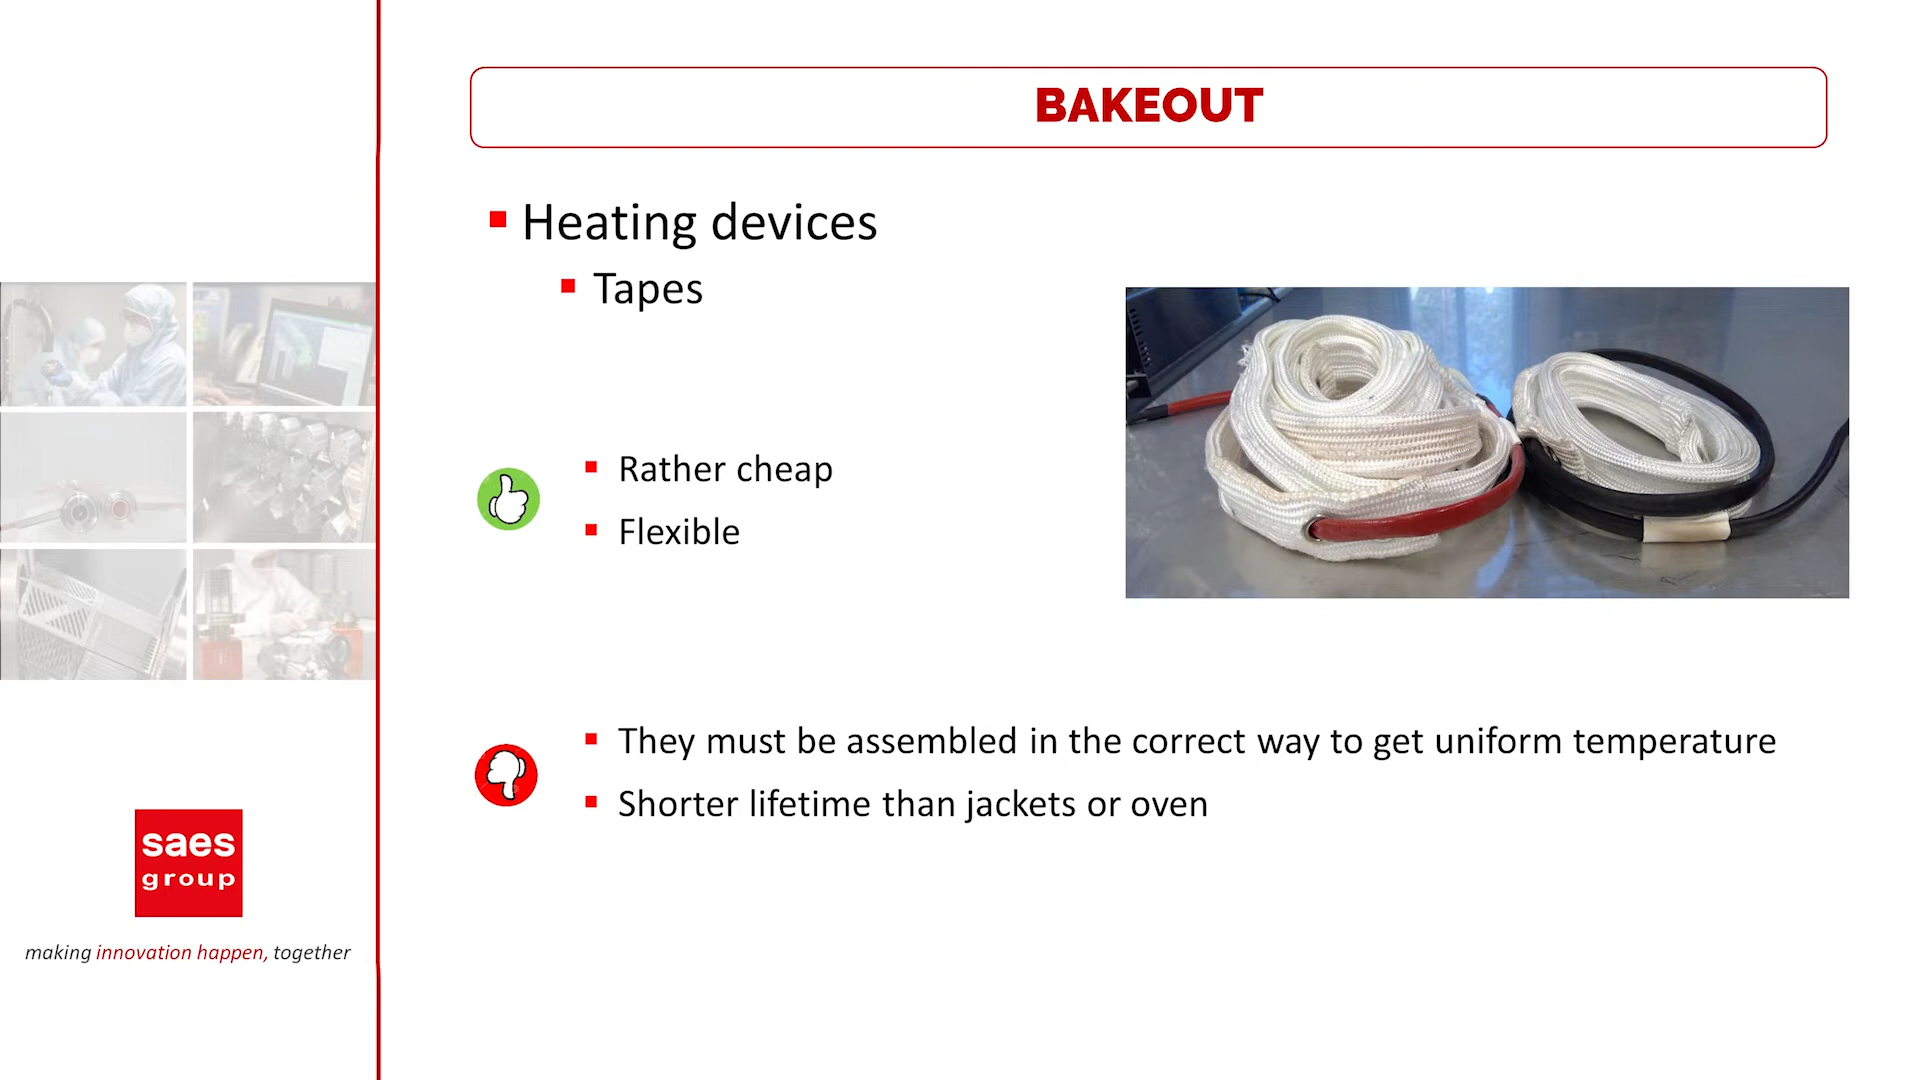 BAKEOUT
Heating devices
Tapes
Rather cheap
Flexible
They must be assembled in the correct way to get uniform temperature
Shorter lifetime than jackets or oven
saes
group
making innovation happen, together